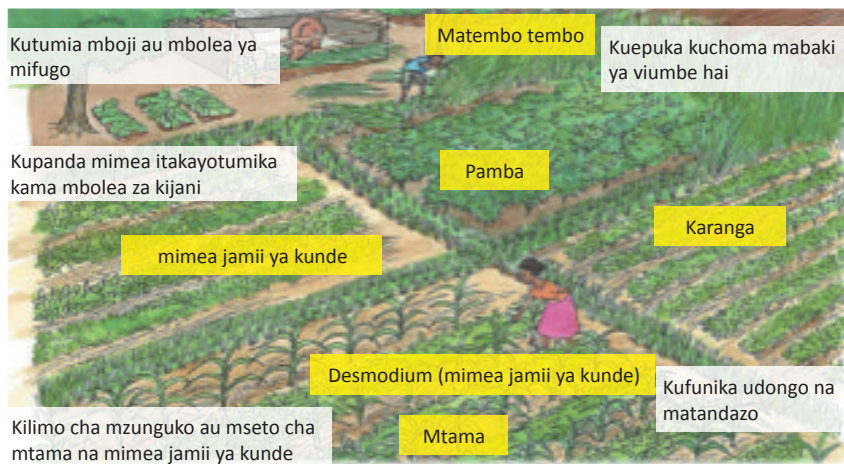 Kutumia mboji au mbolea ya
mifugo
Matembo tembo
Kuepuka kuchoma mabaki
ya viumbe hai
Kupanda mimea itakayotumika
kama mbolea za kijani
Pamba
Karanga
mimea jamii ya kunde
Desmodium (mimea jamii ya kunde)
Kufunika udongo na
matandazo
Kilimo cha mzunguko au mseto cha
mtama na mimea jamii ya kunde
Mtama